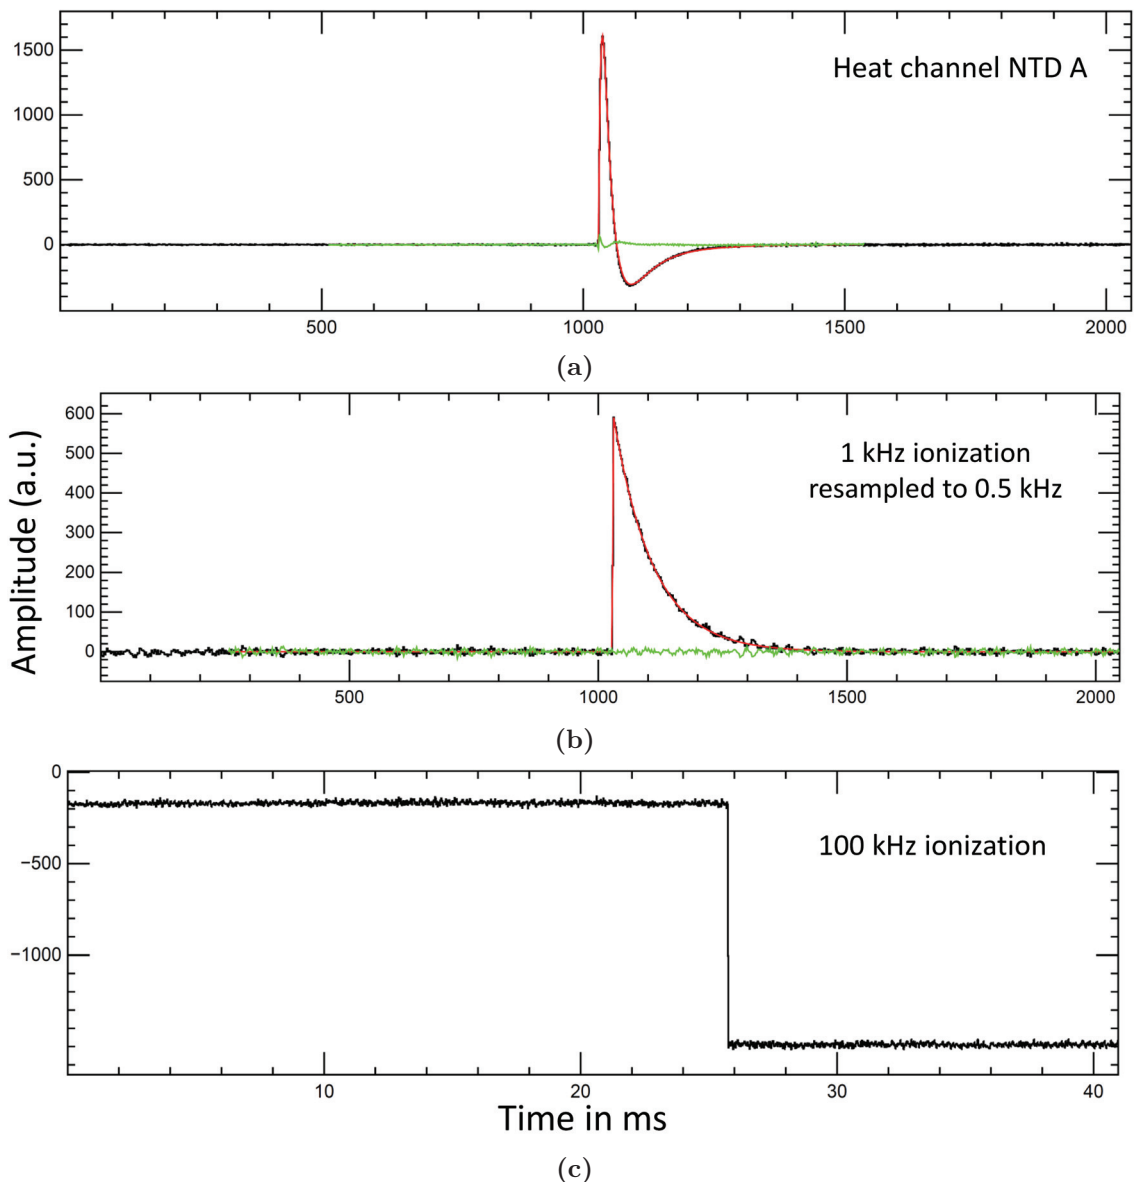 1500
Heat channel NTD A
1000
500
0
500 1000 1500 2000
(a)
600
1 kHz ionization
500
resampled to 0.5 kHz
400
300
200
100
0
Amplitude (a.u.)
500 1000 1500 2000
(b)
0
100 kHz ionization
−500
−1000
10 20 30 40
Time in ms
(c)